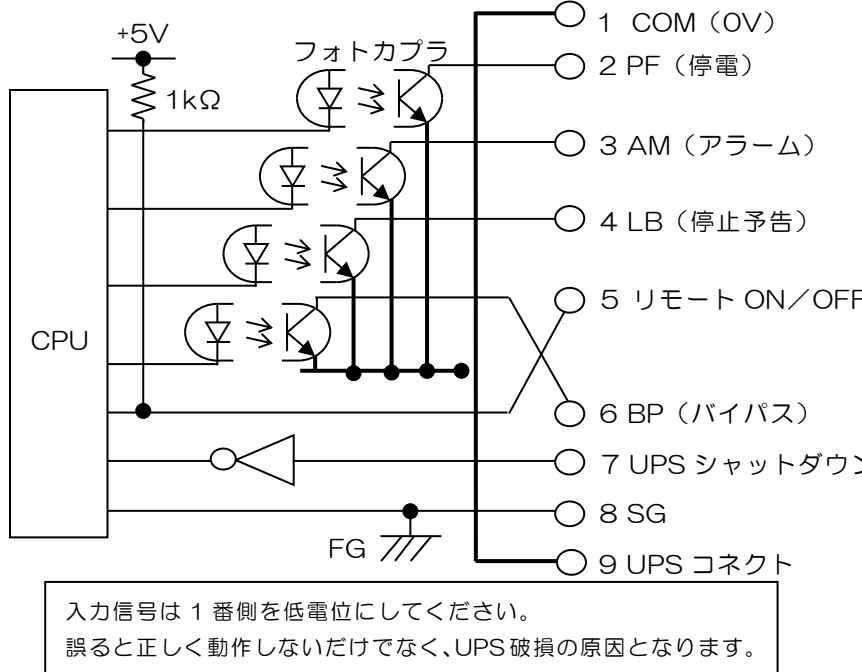 +5V
1kΩ
フォトカプラ
CPU
FG
1 COM（0V）
2 PF（停電）
3 AM（アラーム）
4 LB（停止予告）
5 リモート ON／OFF
6 BP（バイパス）
7 UPS シャットダウン
8 SG
9 UPS コネクト
入力信号は 1 番側を低電位にしてください。
誤ると正しく動作しないだけでなく、UPS 破損の原因となります。